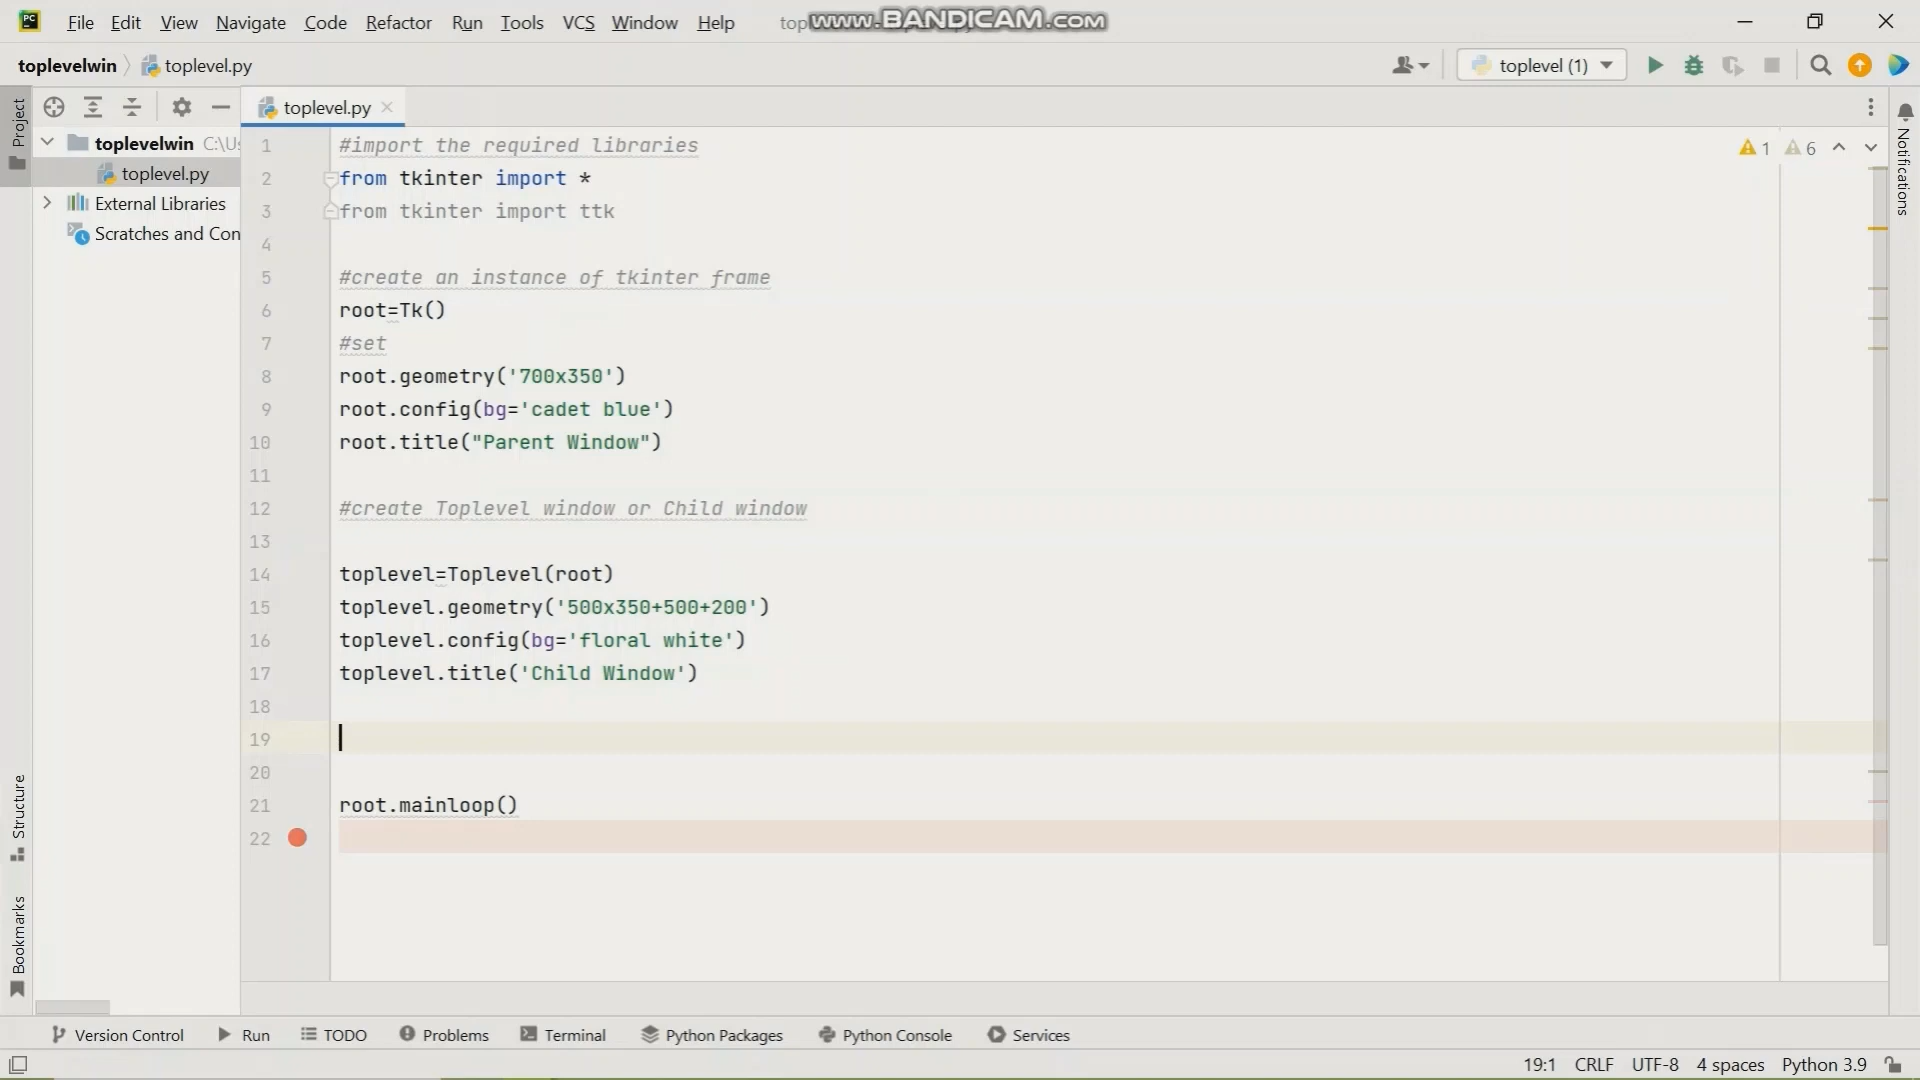 PC File Edit View Navigate Code Refactor Run Tools VCS Window Help top
www.BANDICAM.com
toplevelwin toplevel.py
toplevel (1)
Project
toplevel.py
toplevelwin C:\Us
toplevel.py
External Libraries
Scratches and Con
1 #import the required libraries
2 from tkinter import *
3 from tkinter import ttk
4
5 #create an instance of tkinter frame
6 root=Tk()
7 #set
8 root.geometry('700x350')
9 root.config(bg='cadet blue')
10 root.title("Parent Window")
11
12 #create Toplevel window or Child window
13
14 toplevel=Toplevel(root)
15 toplevel.geometry('500x350+500+200')
16 toplevel.config(bg='floral white')
17 toplevel.title('Child Window')
18
19
20
21 root.mainloop()
22
1 6
Notifications
Structure
Bookmarks
Version Control Run TODO Problems Terminal Python Packages Python Console Services
19:1 CRLF UTF-8 4 spaces Python 3.9